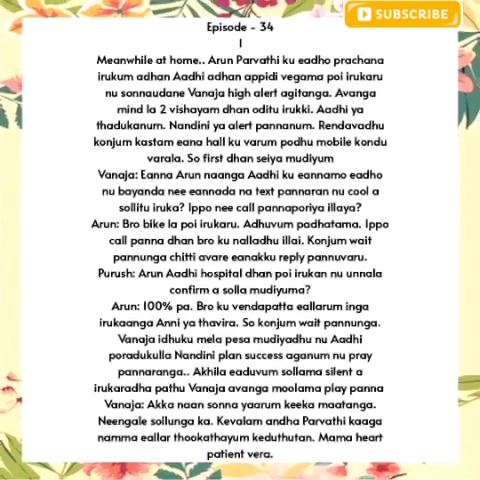 SUBSCRIBE
Episode - 34
1
Meanwhile at home.. Arun Parvathi ku eadho prachana
irukum adhan Aadhi adhan appidi vegama poi irukaru
nu sonnaudane Vanaja high alert agitanga. Avanga
mind la 2 vishayam dhan oditu irukki. Aadhi ya
thadukanum. Nandini ya alert pannanum. Rendavadhu
konjum kastam eana hall ku varum podhu mobile kondu
varala. So first dhan seiya mudiyum
Vanaja: Eanna Arun naanga Aadhi ku eannamo eadho
nu bayanda nee eannada na text pannaran nu cool a
sollitu iruka? Ippo nee call pannaporiya illaya?
Arun: Bro bike la poi irukaru. Adhuvum padhatama. Ippo
call panna dhan bro ku nalladhu illai. Konjum wait
pannunga chitti avare eanakku reply pannuvaru.
Purush: Arun Aadhi hospital dhan poi irukan nu unnala
confirm a solla mudiyuma?
Arun: 100% pa. Bro ku vendapatta eallarum inga
irukaanga Anni ya thavira. So konjum wait pannunga.
Vanaja idhuku mela pesa mudiyadhu nu Aadhi
poradukulla Nandini plan success aganum nu pray
pannaranga.. Akhila eaduvum sollama silent a
irukaradha pathu Vanaja avanga moolama play panna
Vanaja: Akka naan sonna yaarum keeka maatanga.
Neengale sollunga ka. Kevalam andha Parvathi kaaga
namma eallar thookathayum keduthutan. Mama heart
patient vera.